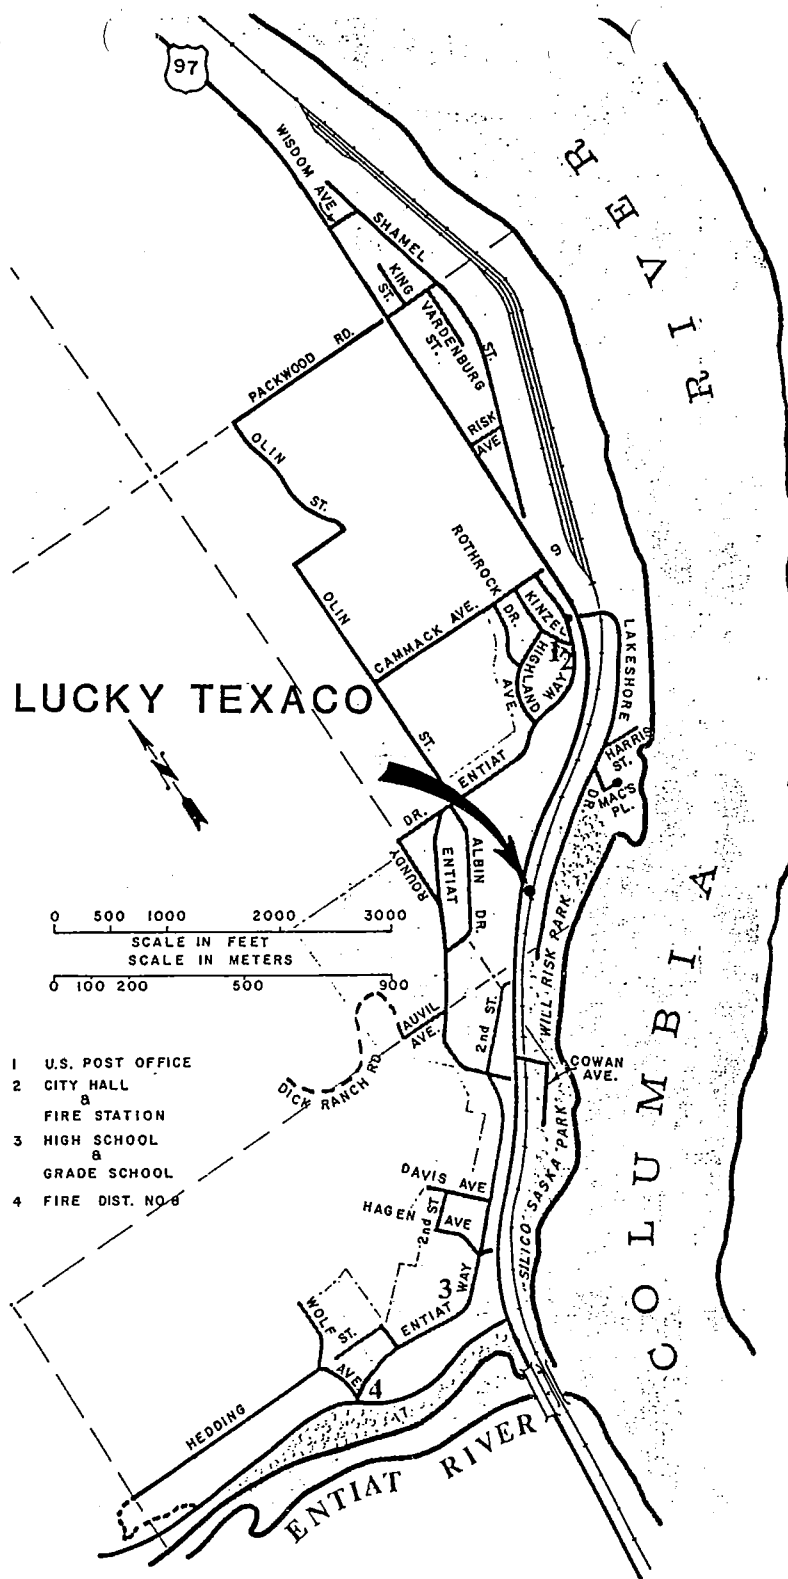 97
WISDOM AVE
SHAMEL
ST.
KING
ST.
VARDENBURG
ST.
PACKWOOD RD.
RISK
AVE
OLIN
ST.
9
ROTHROCK
DR.
KINZEL
OLIN
ST.
CAMMACK AVE.
HIGHLAND
AVE.
WAY
1
2
LAKESHORE
DR.
LUCKY TEXACO
N
HARRIS
ST.
MAC'S
PL.
ENTIAT
ROUNDY
DR.
ENTIAT
ALBIN
DR.
0 500 1000 2000 3000
SCALE IN FEET
SCALE IN METERS
0 100 200 500 900
WILL RISK PARK
2nd ST.
AUVIL
AVE.
DICK RANCH RD
COWAN
AVE.
1 U.S. POST OFFICE
2 CITY HALL
&
FIRE STATION
3 HIGH SCHOOL
&
GRADE SCHOOL
4 FIRE DIST. NO 8
DAVIS AVE
HAGEN AVE
2nd ST
SILICO SASKA PARK
3
ENTIAT WAY
WOLF
ST.
AVE
4
HEDDING
ENTIAT RIVER
COLUMBIA RIVER